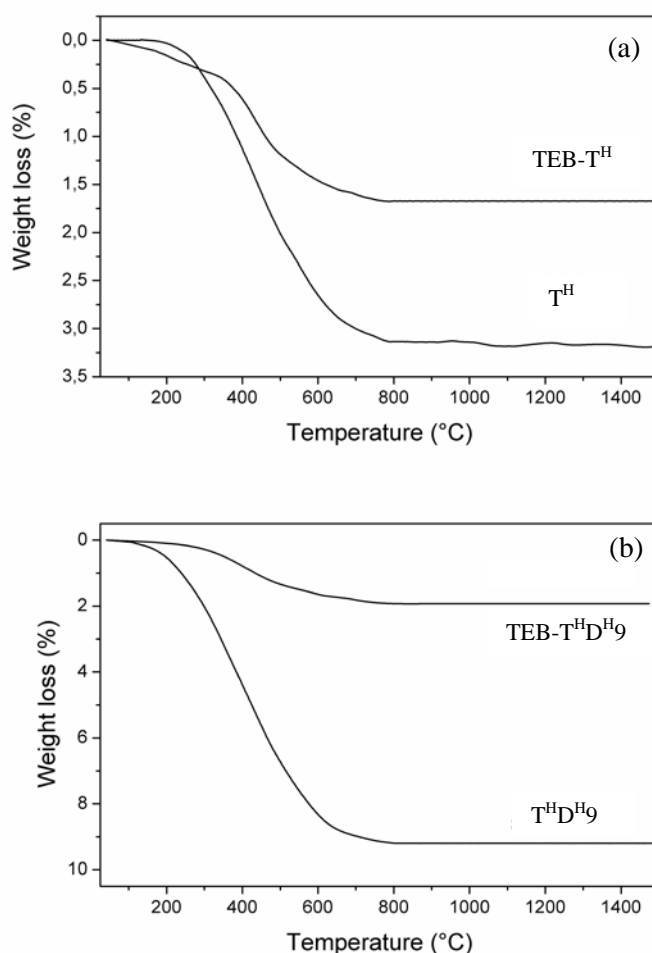 (a)
0,0
0,5
1,0
1,5
2,0
2,5
3,0
3,5
Weight loss (%)
TEB-T^H
T^H
200 400 600 800 1000 1200 1400
Temperature (°C)
(b)
0
2
4
6
8
10
Weight loss (%)
TEB-T^HD^H9
T^HD^H9
200 400 600 800 1000 1200 1400
Temperature (°C)